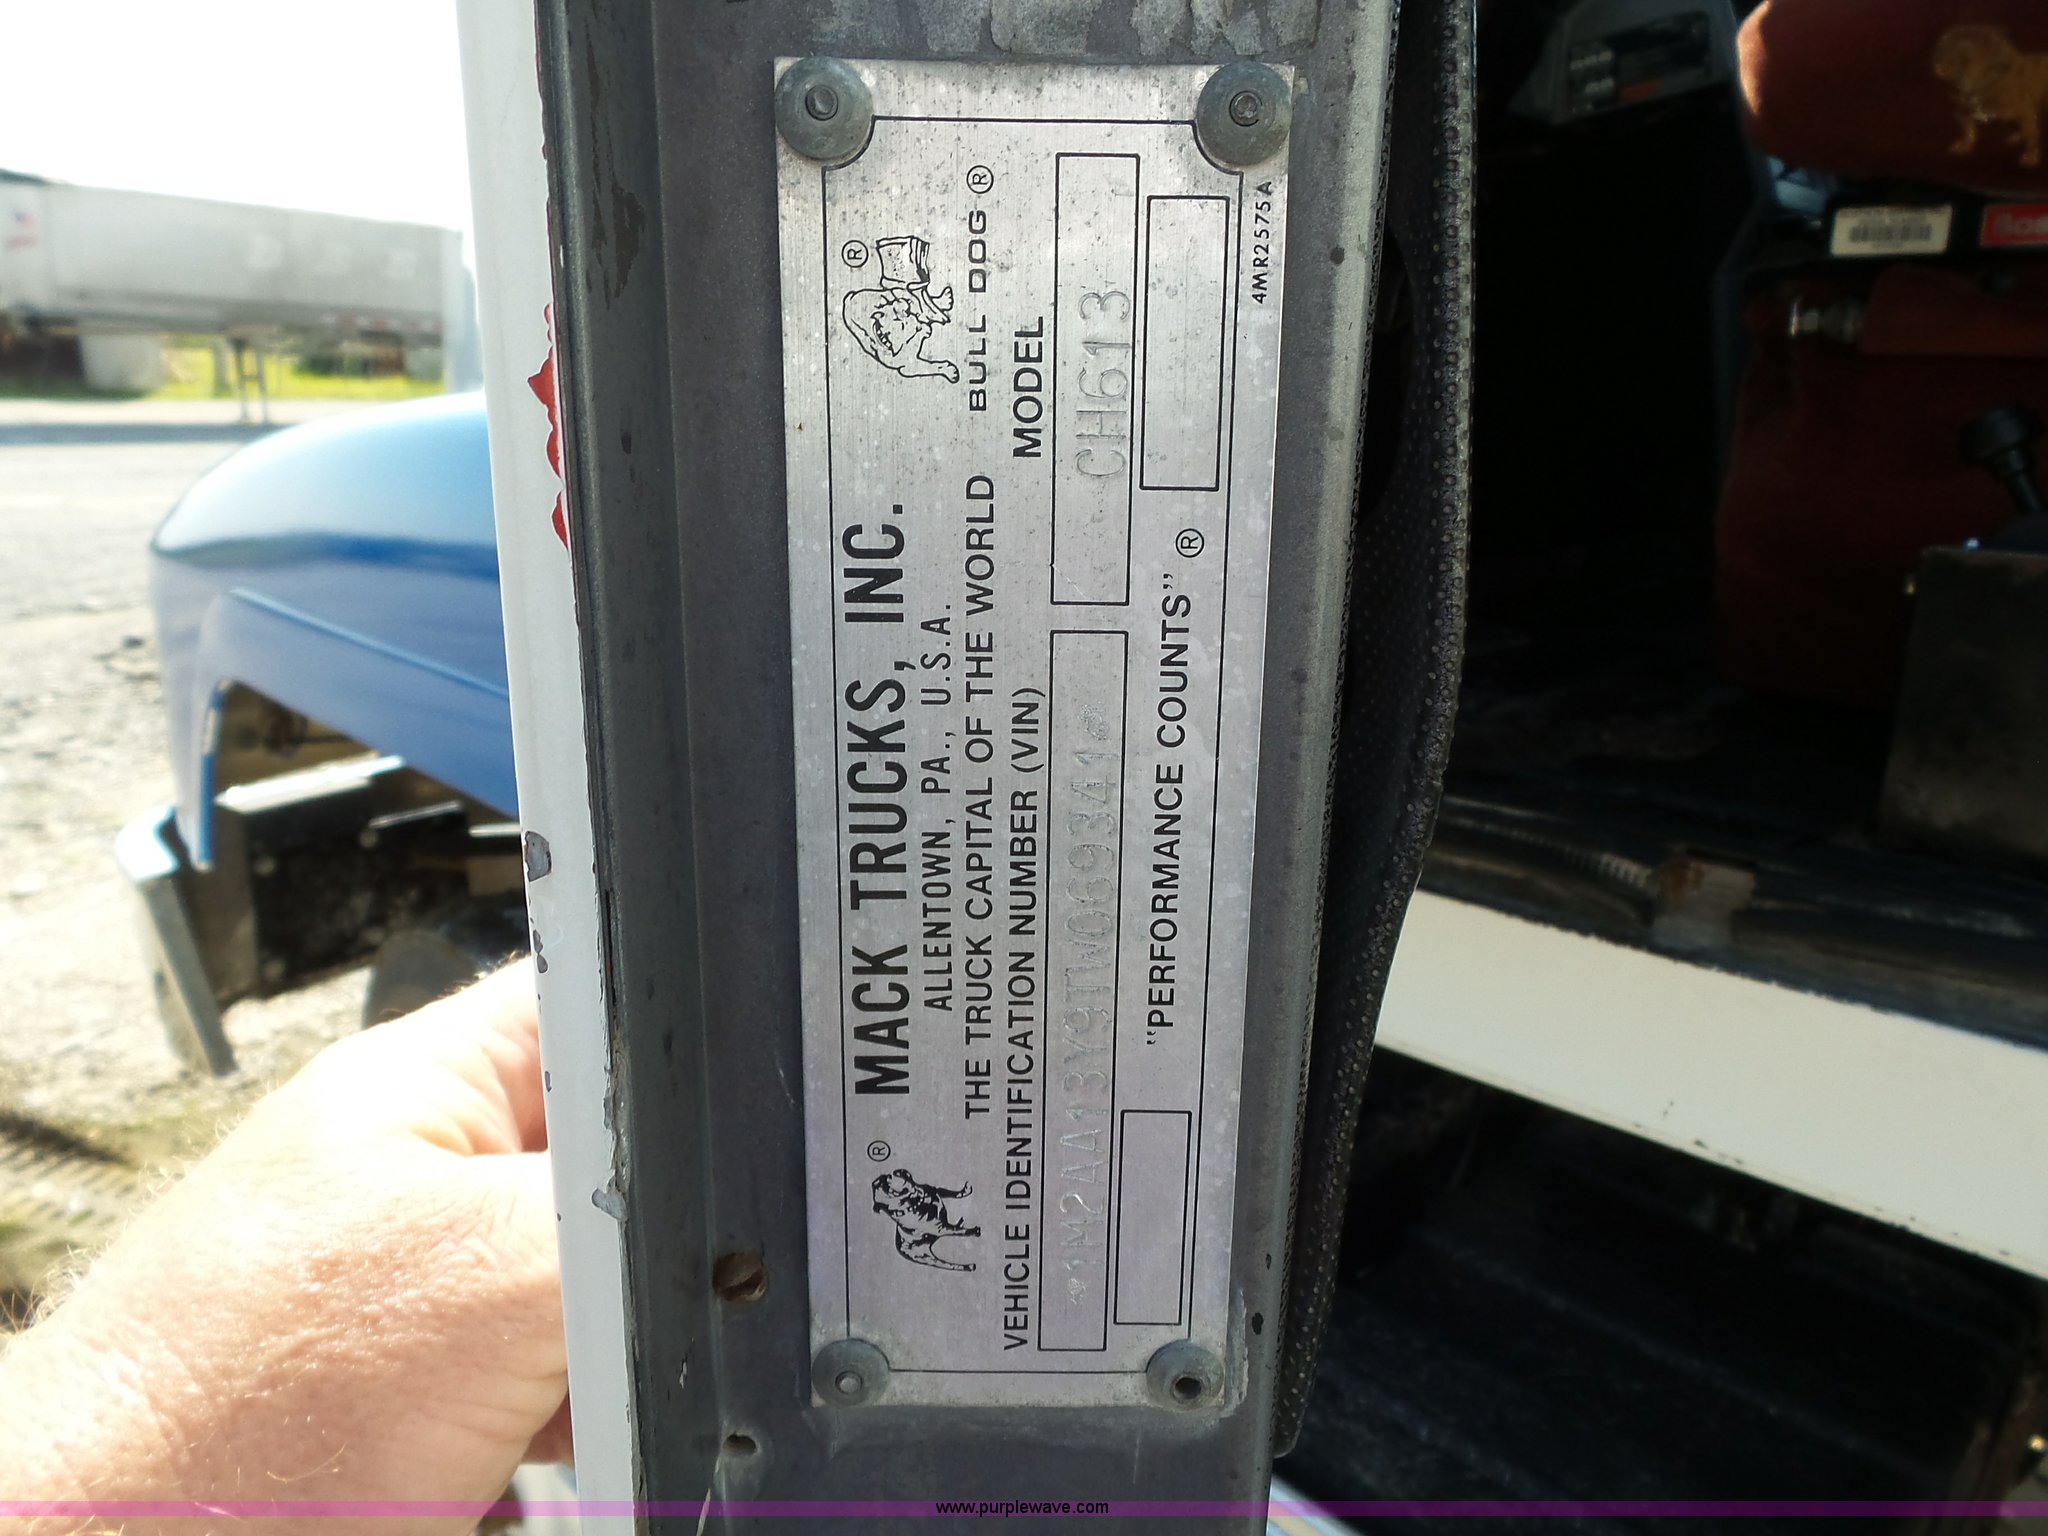 MACK TRUCKS, INC.
ALLENTOWN, PA., U.S.A.
THE TRUCK CAPITAL OF THE WORLD
BULL DOG ®
VEHICLE IDENTIFICATION NUMBER (VIN)
MODEL
*1M2AA13Y9TW069341*
CH613
"PERFORMANCE COUNTS" ®
4MR2575A
www.purplewave.com